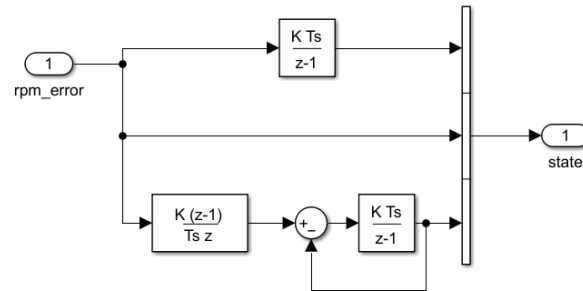 K Ts
z-1
1
rpm_error
1
state
K (z-1)
Ts z
+
−
K Ts
z-1